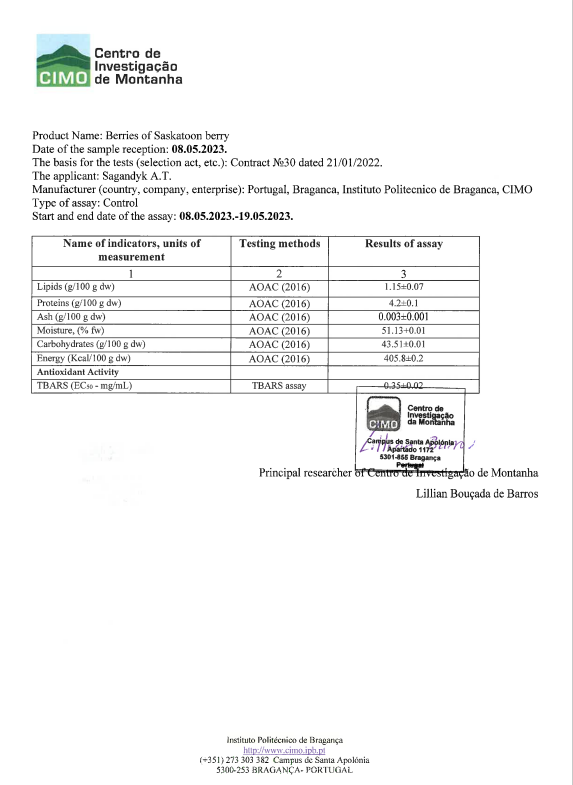 CIMO
Centro de
Investigação
de Montanha
Product Name: Berries of Saskatoon berry
Date of the sample reception: 08.05.2023.
The basis for the tests (selection act, etc.): Contract №30 dated 21/01/2022.
The applicant: Sagandyk A.T.
Manufacturer (country, company, enterprise): Portugal, Braganca, Instituto Politecnico de Braganca, CIMO
Type of assay: Control
Start and end date of the assay: 08.05.2023.-19.05.2023.
Name of indicators, units of measurement Testing methods Results of assay
1 2 3
Lipids (g/100 g dw) AOAC (2016) 1.15±0.07
Proteins (g/100 g dw) AOAC (2016) 4.2±0.1
Ash (g/100 g dw) AOAC (2016) 0.003±0.001
Moisture, (% fw) AOAC (2016) 51.13±0.01
Carbohydrates (g/100 g dw) AOAC (2016) 43.51±0.01
Energy (Kcal/100 g dw) AOAC (2016) 405.8±0.2
Antioxidant Activity
TBARS (EC₅₀ - mg/mL) TBARS assay 0.35±0.02
CIMO
Centro de
Investigação
da Montanha
Campus de Santa Apolónia
Apartado 1172
5301-855 Bragança
Portugal
Principal researcher of Centro de Investigação de Montanha
Lillian Bouçada de Barros
Instituto Politécnico de Bragança
http://www.cimo.ipb.pt
(+351) 273 303 382 Campus de Santa Apolónia
5300-253 BRAGANÇA- PORTUGAL